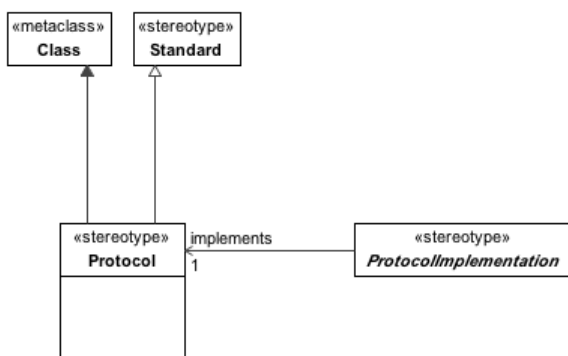 «metaclass»
Class
«stereotype»
Standard
«stereotype»
Protocol
implements
1
«stereotype»
ProtocolImplementation